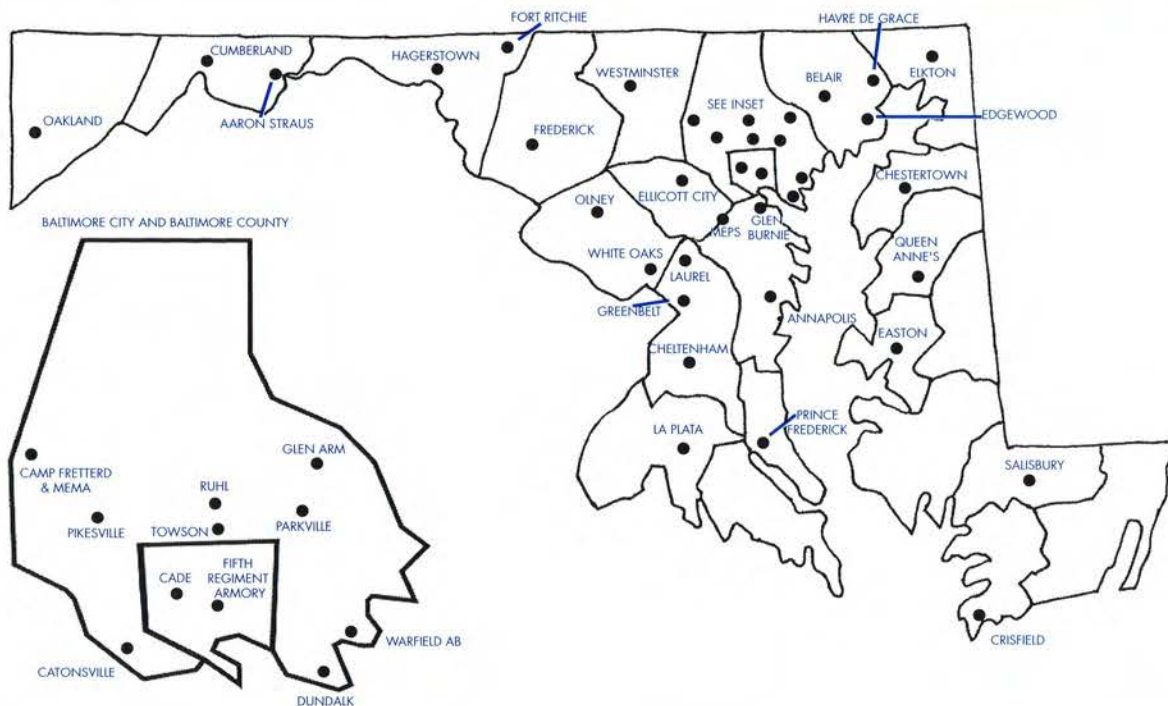 FORT RITCHIE
HAVRE DE GRACE
CUMBERLAND
HAGERSTOWN
WESTMINSTER
BELAIR
ELKTON
OAKLAND
AARON STRAUS
FREDERICK
SEE INSET
EDGEWOOD
CHESTERTOWN
OLNEY
ELLICOTT CITY
MEPS
GLEN
BURNIE
WHITE OAKS
LAUREL
QUEEN
ANNE'S
GREENBELT
ANNAPOLIS
EASTON
CHELTENHAM
LA PLATA
PRINCE
FREDERICK
SALISBURY
CRISFIELD
BALTIMORE CITY AND BALTIMORE COUNTY
CAMP FRETTERD
& MEMA
GLEN ARM
RUHL
PIKESVILLE
TOWSON
PARKVILLE
CADE
FIFTH
REGIMENT
ARMORY
WARFIELD AB
CATONSVILLE
DUNDALK